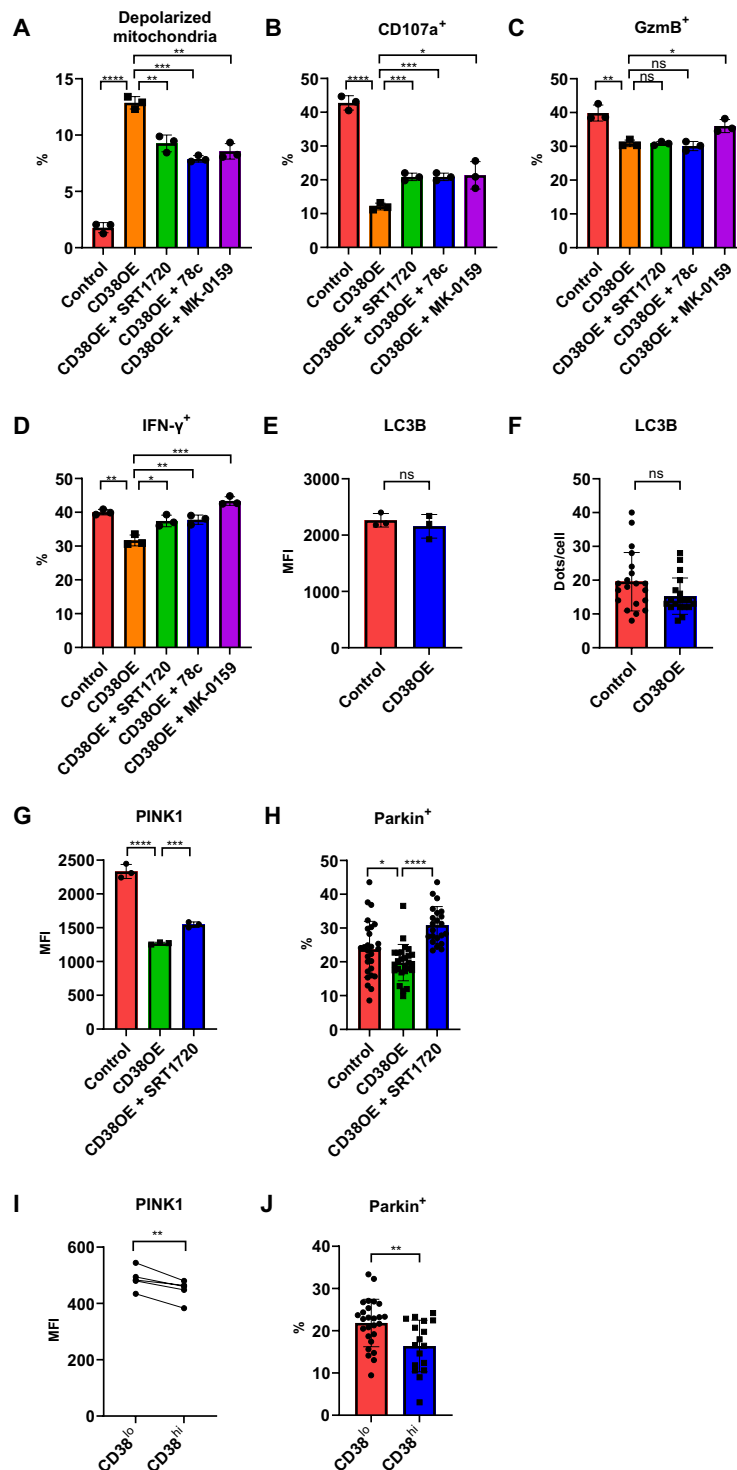 A
Depolarized
mitochondria
**
***
****
**
15
10
5
0
%
Control
CD38OE
CD38OE + SRT1720
CD38OE + 78c
CD38OE + MK-0159
B
CD107a+
*
***
****
***
50
40
30
20
10
0
%
Control
CD38OE
CD38OE + SRT1720
CD38OE + 78c
CD38OE + MK-0159
C
GzmB+
*
ns
**
ns
50
40
30
20
10
0
%
Control
CD38OE
CD38OE + SRT1720
CD38OE + 78c
CD38OE + MK-0159
D
IFN-γ+
***
**
**
*
50
40
30
20
10
0
%
Control
CD38OE
CD38OE + SRT1720
CD38OE + 78c
CD38OE + MK-0159
E
LC3B
ns
3000
2000
1000
0
MFI
Control
CD38OE
F
LC3B
ns
50
40
30
20
10
0
Dots/cell
Control
CD38OE
G
PINK1
****
***
2500
2000
1500
1000
500
0
MFI
Control
CD38OE
CD38OE + SRT1720
H
Parkin+
*
****
50
40
30
20
10
0
%
Control
CD38OE
CD38OE + SRT1720
I
PINK1
**
600
400
200
0
MFI
CD38lo
CD38hi
J
Parkin+
**
40
30
20
10
0
%
CD38lo
CD38hi